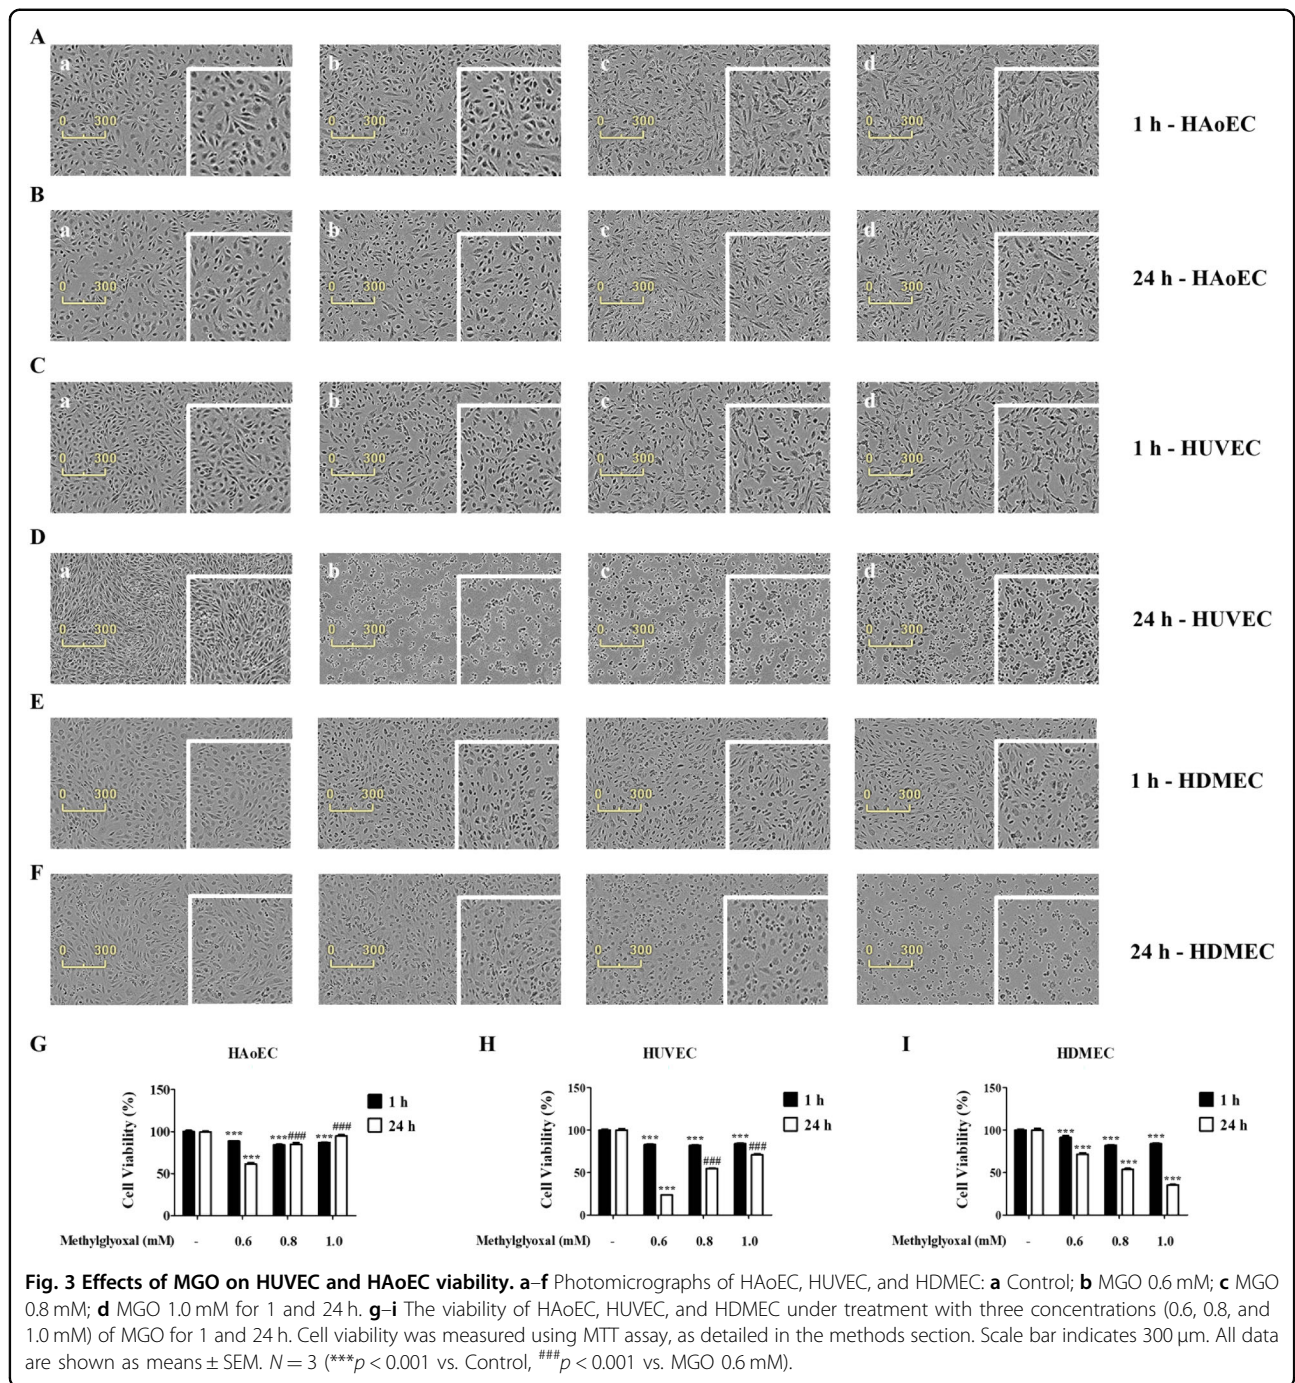 A
a b c d
0 300 0 300 0 300 0 300
1 h - HAoEC
B
a b c d
0 300 0 300 0 300 0 300
24 h - HAoEC
C
a b c d
0 300 0 300 0 300 0 300
1 h - HUVEC
D
a b c d
0 300 0 300 0 300 0 300
24 h - HUVEC
E
0 300 0 300 0 300 0 300
1 h - HDMEC
F
0 300 0 300 0 300 0 300
24 h - HDMEC
G
HAoEC
Cell Viability (%)
150
100
50
0
*** *** *** ### *** ###
1 h
24 h
Methylglyoxal (mM) - 0.6 0.8 1.0
H
HUVEC
Cell Viability (%)
150
100
50
0
*** *** *** ### *** ###
1 h
24 h
Methylglyoxal (mM) - 0.6 0.8 1.0
I
HDMEC
Cell Viability (%)
150
100
50
0
*** *** *** *** *** ***
1 h
24 h
Methylglyoxal (mM) - 0.6 0.8 1.0
Fig. 3 Effects of MGO on HUVEC and HAoEC viability. a–f Photomicrographs of HAoEC, HUVEC, and HDMEC: a Control; b MGO 0.6 mM; c MGO
0.8 mM; d MGO 1.0 mM for 1 and 24 h. g–i The viability of HAoEC, HUVEC, and HDMEC under treatment with three concentrations (0.6, 0.8, and
1.0 mM) of MGO for 1 and 24 h. Cell viability was measured using MTT assay, as detailed in the methods section. Scale bar indicates 300 μm. All data
are shown as means ± SEM. N = 3 (***p < 0.001 vs. Control, ###p < 0.001 vs. MGO 0.6 mM).